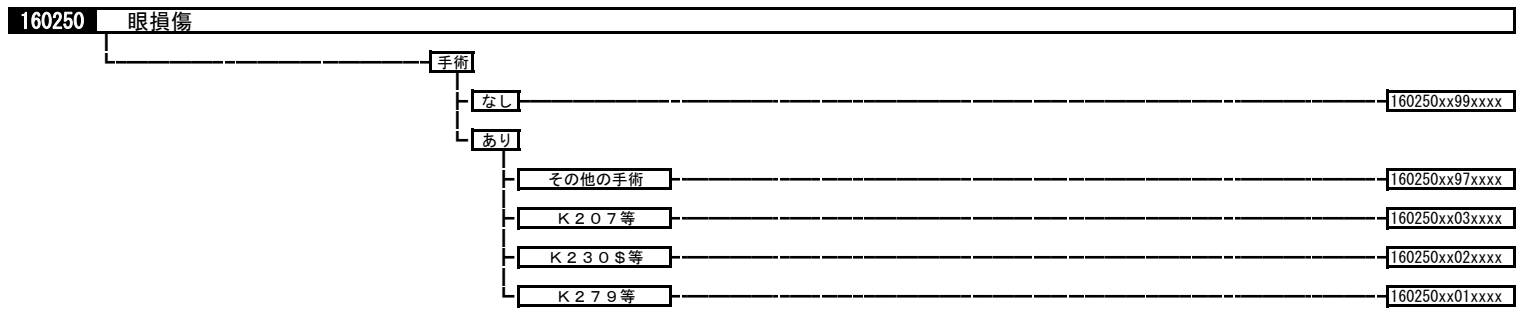 160250 眼損傷
手術
なし 160250xx99xxxx
あり
その他の手術 160250xx97xxxx
K207等 160250xx03xxxx
K230$等 160250xx02xxxx
K279等 160250xx01xxxx